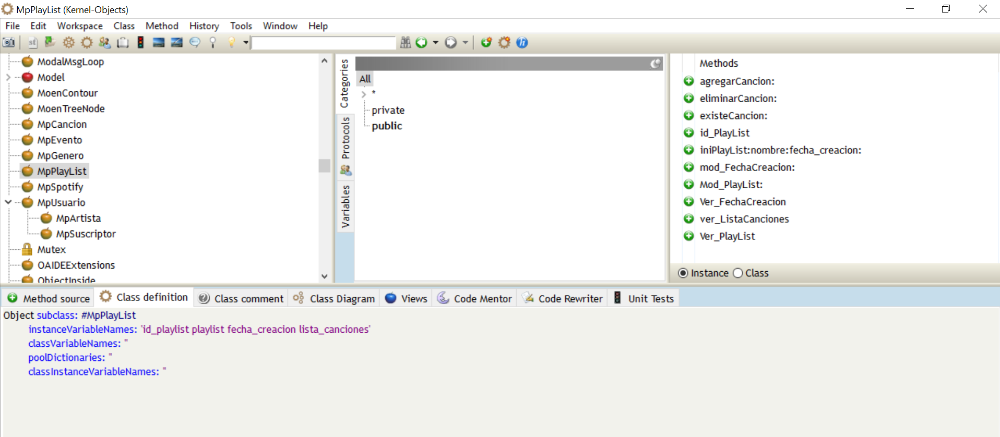 MpPlayList (Kernel-Objects)
File Edit Workspace Class Method History Tools Window Help
st
h
ModalMsgLoop
Model
MoenContour
MoenTreeNode
MpCancion
MpEvento
MpGenero
MpPlayList
MpSpotify
MpUsuario
MpArtista
MpSuscriptor
Mutex
OAIDEExtensions
ObjectInside
Categories
Protocols
Variables
All
*
private
public
Methods
agregarCancion:
eliminarCancion:
existeCancion:
id_PlayList
iniPlayList:nombre:fecha_creacion:
mod_FechaCreacion:
Mod_PlayList:
Ver_FechaCreacion
ver_ListaCanciones
Ver_PlayList
Instance Class
Method source Class definition Class comment Class Diagram Views Code Mentor Code Rewriter Unit Tests
Object subclass: #MpPlayList
instanceVariableNames: 'id_playlist playlist fecha_creacion lista_canciones'
classVariableNames: ''
poolDictionaries: ''
classInstanceVariableNames: ''